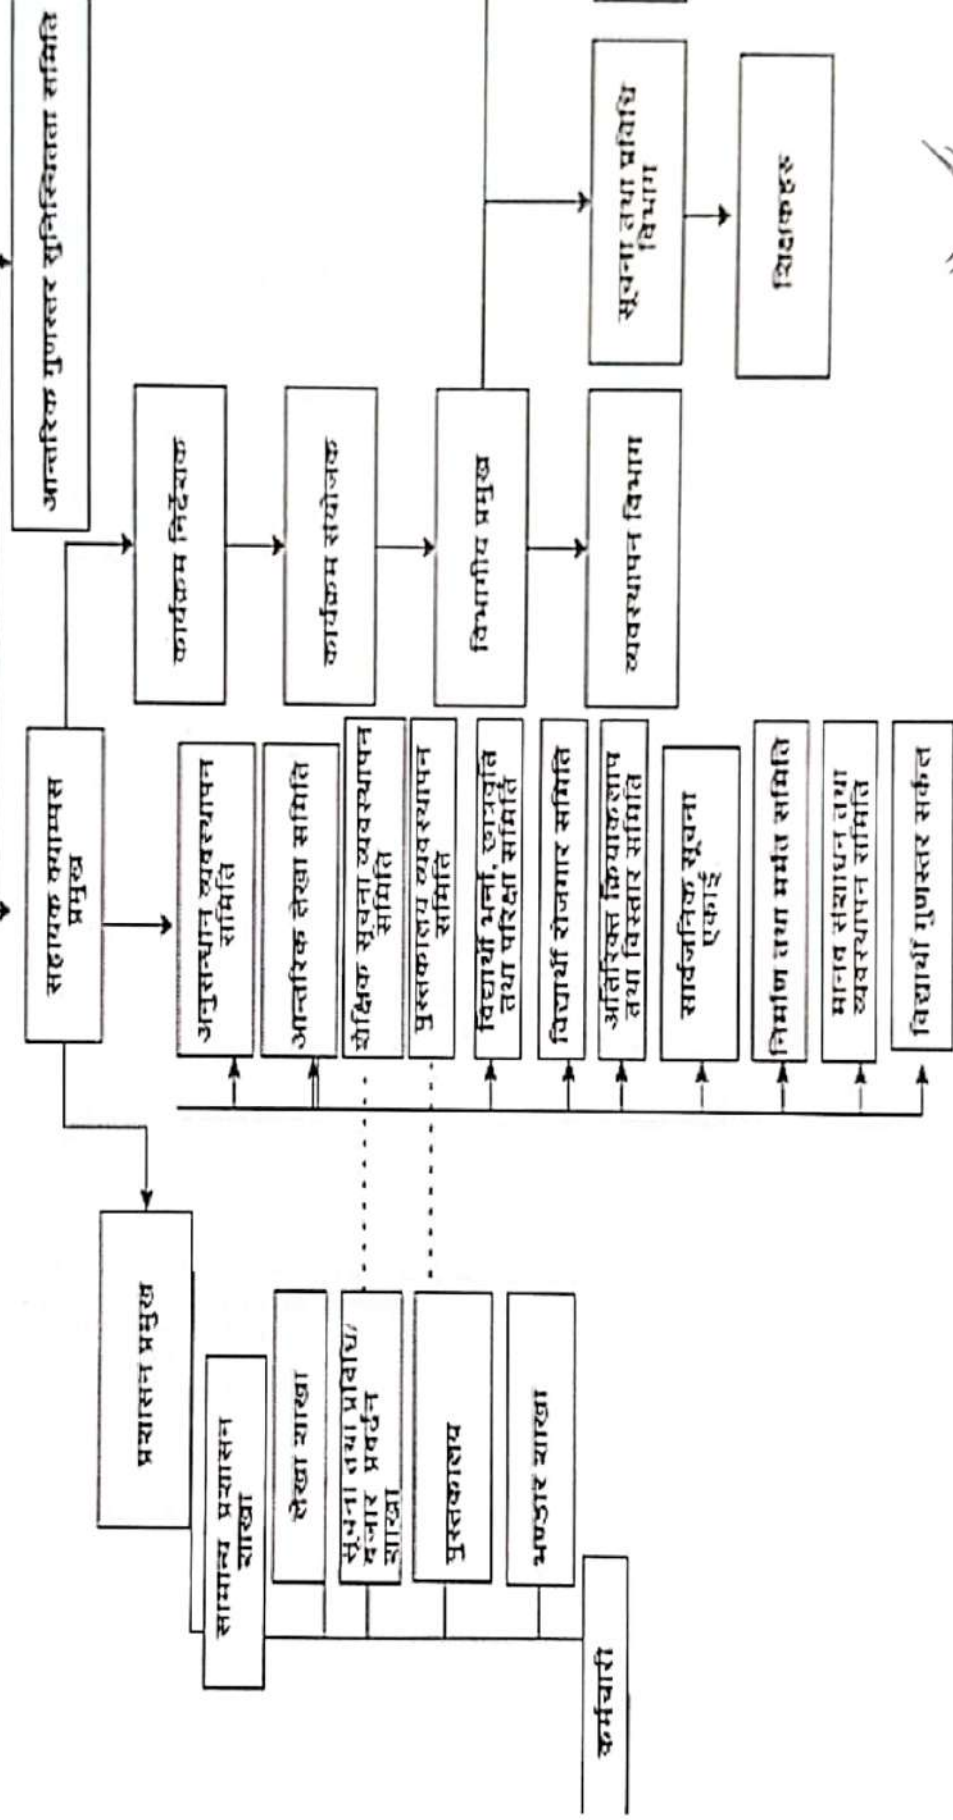 आन्तरिक गुणस्तर सुनिश्चितता समिति
सहायक क्याम्पस
प्रमुख
प्रशासन प्रमुख
सामान्य प्रशासन
शाखा
लेखा शाखा
सूचना तथा प्रविधि/
बजार प्रवर्द्धन
शाखा
पुस्तकालय
भण्डार शाखा
कर्मचारी
अनुसन्धान व्यवस्थापन
समिति
आन्तरिक लेखा समिति
शैक्षिक सूचना व्यवस्थापन
समिति
पुस्तकालय व्यवस्थापन
समिति
विद्यार्थी भर्ना, छात्रवृति
तथा परिक्षा समिति
विद्यार्थी रोजगार समिति
अतिरिक्त क्रियाकलाप
तथा विस्तार समिति
सार्वजनिक सूचना
एकाई
निर्माण तथा मर्मत समिति
मानव संशाधन तथा
व्यवस्थापन समिति
विद्यार्थी गुणस्तर सर्कल
कार्यक्रम निर्देशक
कार्यक्रम संयोजक
विभागीय प्रमुख
व्यवस्थापन विभाग
सूचना तथा प्रविधि
विभाग
शिक्षकहरु